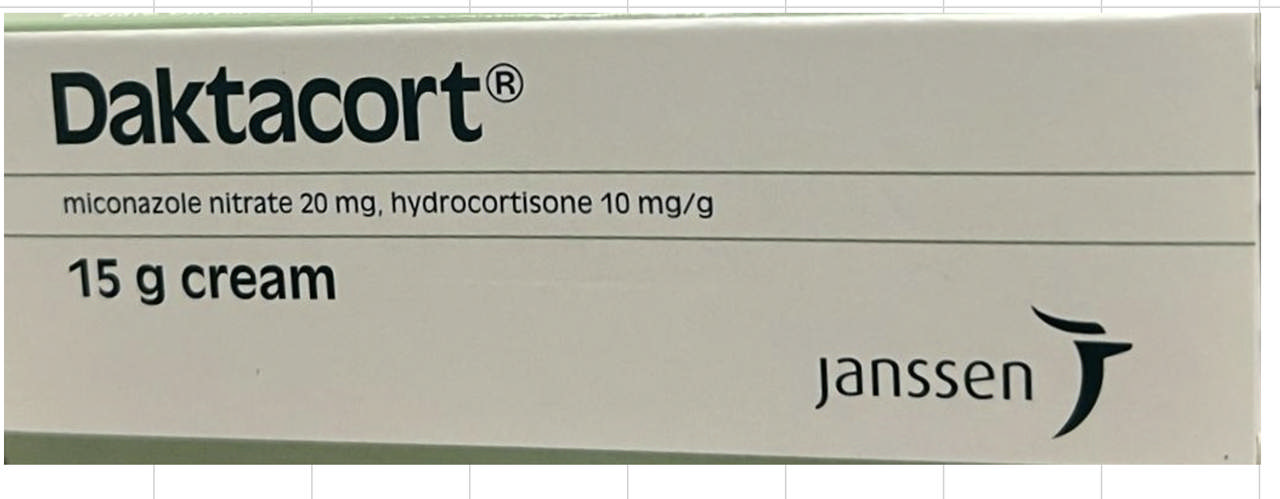 Daktacort®
miconazole nitrate 20 mg, hydrocortisone 10 mg/g
15 g cream
Janssen